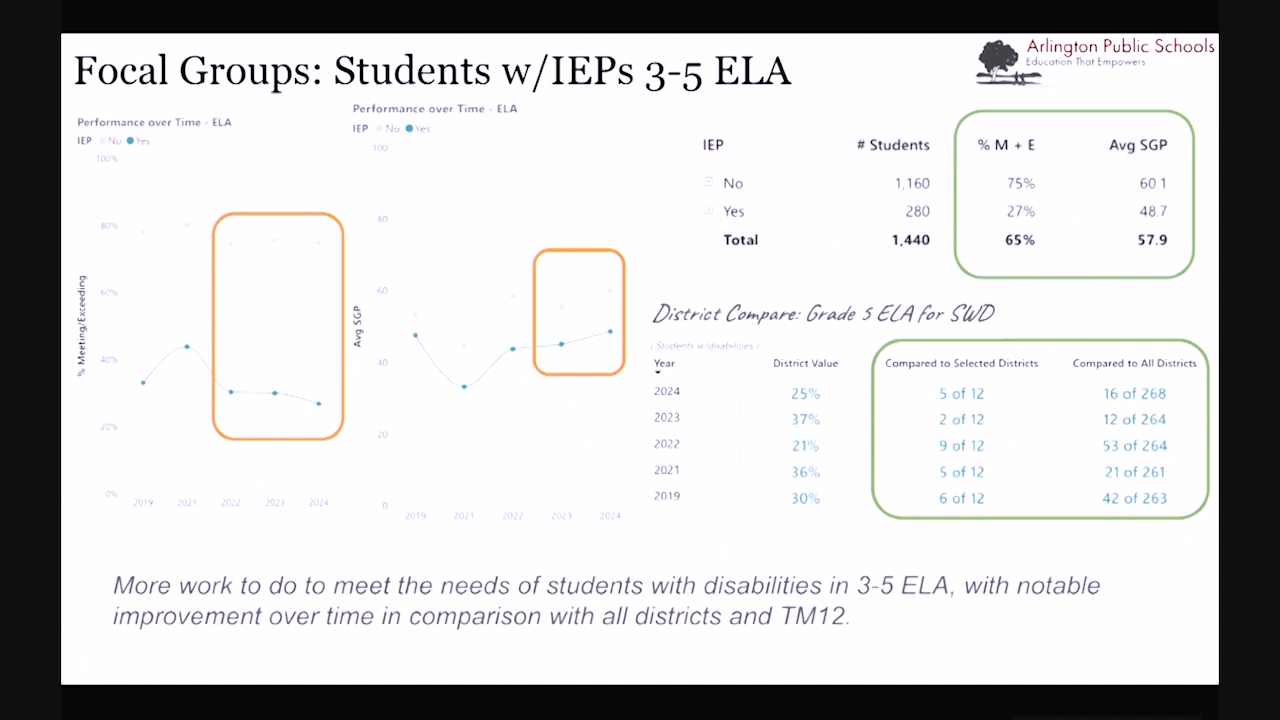 Focal Groups: Students w/IEPs 3-5 ELA
Arlington Public Schools
Education That Empowers
Performance over Time - ELA
IEP No Yes
100%
80%
60%
40%
20%
0%
% Meeting/Exceeding
2019 2021 2022 2023 2024
Performance over Time - ELA
IEP No Yes
100
80
60
40
20
0
Avg SGP
2019 2021 2022 2023 2024
IEP # Students % M + E Avg SGP
No 1,160 75% 60.1
Yes 280 27% 48.7
Total 1,440 65% 57.9
District Compare: Grade 5 ELA for SWD
( Students w/disabilities )
Year District Value Compared to Selected Districts Compared to All Districts
2024 25% 5 of 12 16 of 268
2023 37% 2 of 12 12 of 264
2022 21% 9 of 12 53 of 264
2021 36% 5 of 12 21 of 261
2019 30% 6 of 12 42 of 263
More work to do to meet the needs of students with disabilities in 3-5 ELA, with notable
improvement over time in comparison with all districts and TM12.